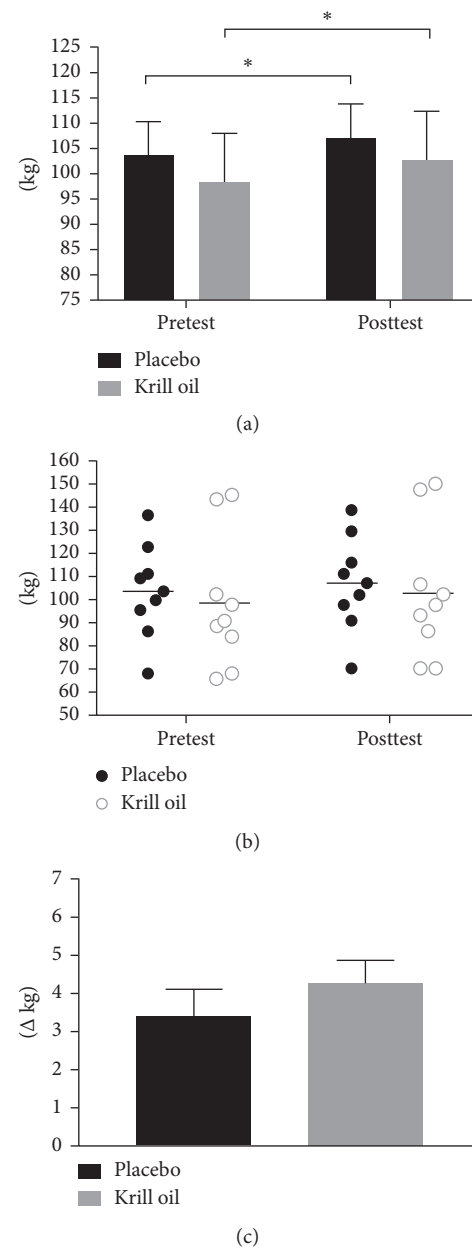 *
*
125
120
115
110
105
100
95
90
85
80
75
(kg)
Pretest
Posttest
Placebo
Krill oil
(a)
160
150
140
130
120
110
100
90
80
70
60
50
(kg)
Pretest
Posttest
Placebo
Krill oil
(b)
7
6
5
4
3
2
1
0
(Δ kg)
Placebo
Krill oil
(c)